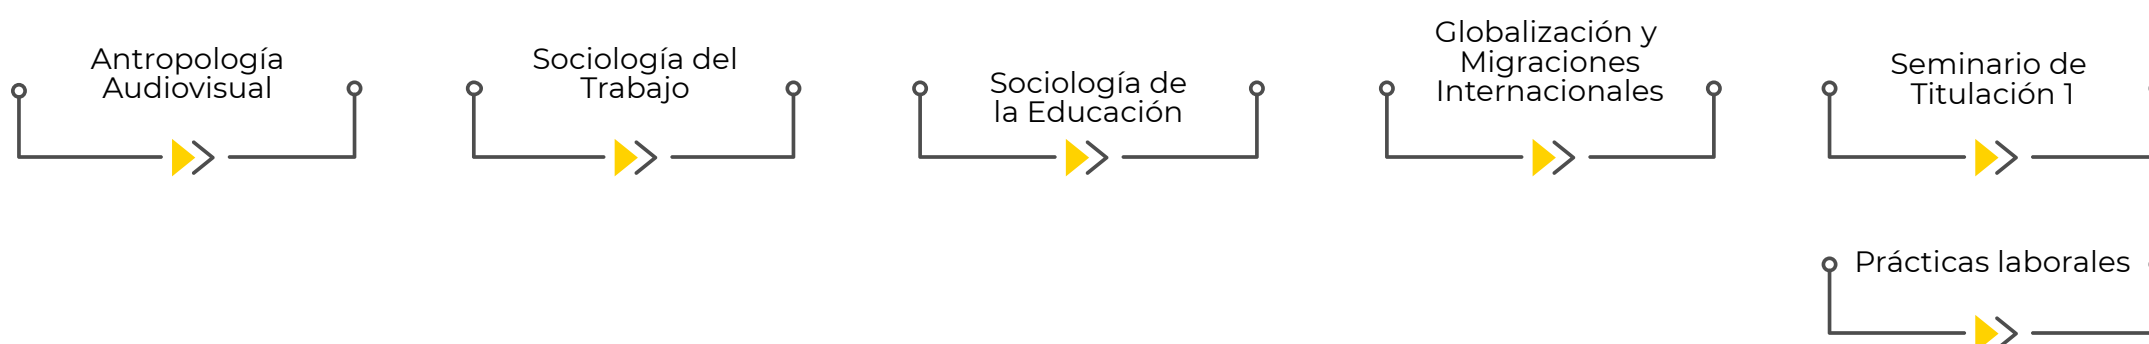 Antropología
Audiovisual
Sociología del
Trabajo
Sociología de
la Educación
Globalización y
Migraciones
Internacionales
Seminario de
Titulación 1
Prácticas laborales